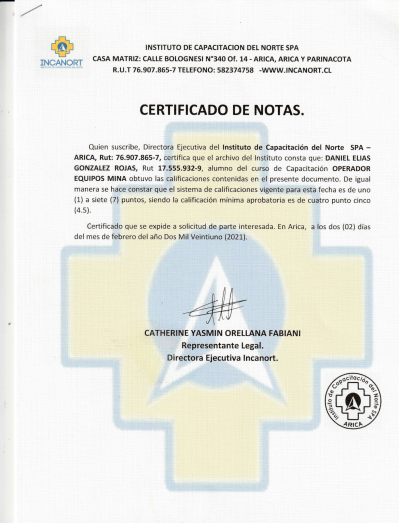 INSTITUTO DE CAPACITACION DEL NORTE SPA
CASA MATRIZ: CALLE BOLOGNESI N°340 Of. 14 - ARICA, ARICA Y PARINACOTA
R.U.T 76.907.865-7 TELEFONO: 582374758 -WWW.INCANORT.CL
INCANORT
CERTIFICADO DE NOTAS.
Quien suscribe, Directora Ejecutiva del Instituto de Capacitación del Norte SPA –
ARICA, Rut: 76.907.865-7, certifica que el archivo del Instituto consta que: DANIEL ELIAS
GONZALEZ ROJAS, Rut 17.555.932-9, alumno del curso de Capacitación OPERADOR
EQUIPOS MINA obtuvo las calificaciones contenidas en el presente documento. De igual
manera se hace constar que el sistema de calificaciones vigente para esta fecha es de uno
(1) a siete (7) puntos, siendo la calificación mínima aprobatoria es de cuatro punto cinco
(4.5).
Certificado que se expide a solicitud de parte interesada. En Arica, a los dos (02) días
del mes de febrero del año Dos Mil Veintiuno (2021).
CATHERINE YASMIN ORELLANA FABIANI
Representante Legal.
Directora Ejecutiva Incanort.
Instituto de Capacitación del Norte SPA
ARICA